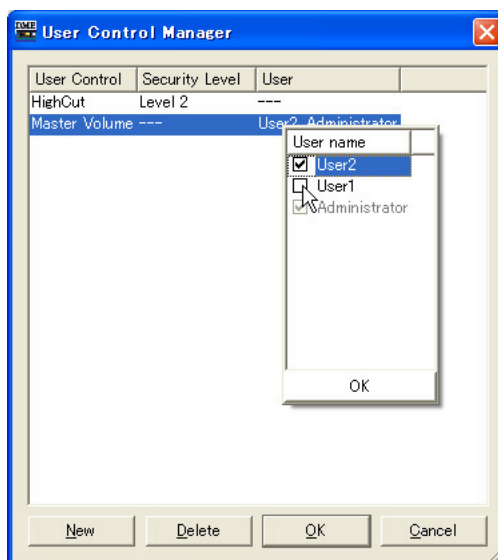 DME
User Control Manager
User Control Security Level User
HighCut Level 2 ---
Master Volume --- User2, Administrator
User name
User2
User1
Administrator
OK
New Delete OK Cancel